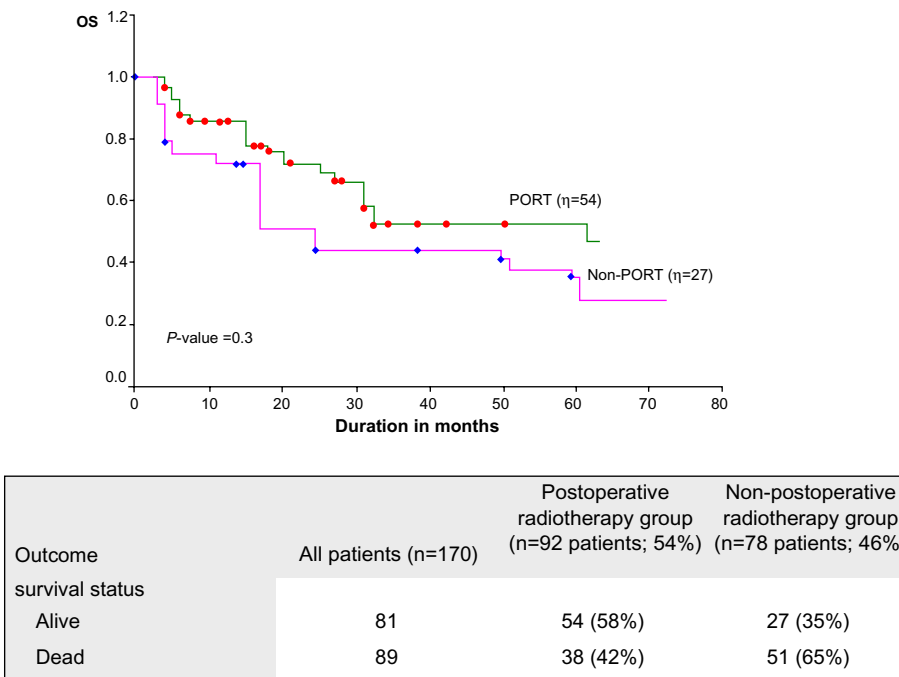 OS
1.2
1.0
0.8
0.6
0.4
0.2
0.0
PORT (η=54)
Non-PORT (η=27)
P-value =0.3
0 10 20 30 40 50 60 70 80
Duration in months
Postoperative Non-postoperative
radiotherapy group radiotherapy group
Outcome All patients (n=170) (n=92 patients; 54%) (n=78 patients; 46%
survival status
Alive 81 54 (58%) 27 (35%)
Dead 89 38 (42%) 51 (65%)